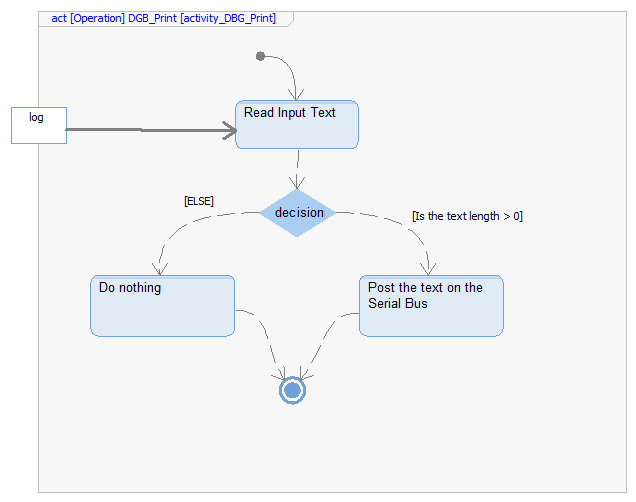 act [Operation] DGB_Print [activity_DBG_Print]
log
Read Input Text
decision
[ELSE]
[Is the text length > 0]
Do nothing
Post the text on the
Serial Bus